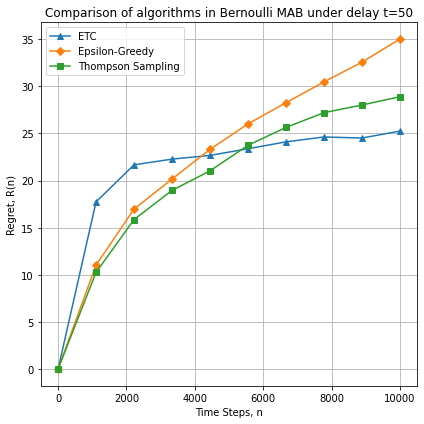 Comparison of algorithms in Bernoulli MAB under delay t=50
ETC
Epsilon-Greedy
Thompson Sampling
35
30
25
20
15
10
5
0
Regret, R(n)
0 2000 4000 6000 8000 10000
Time Steps, n